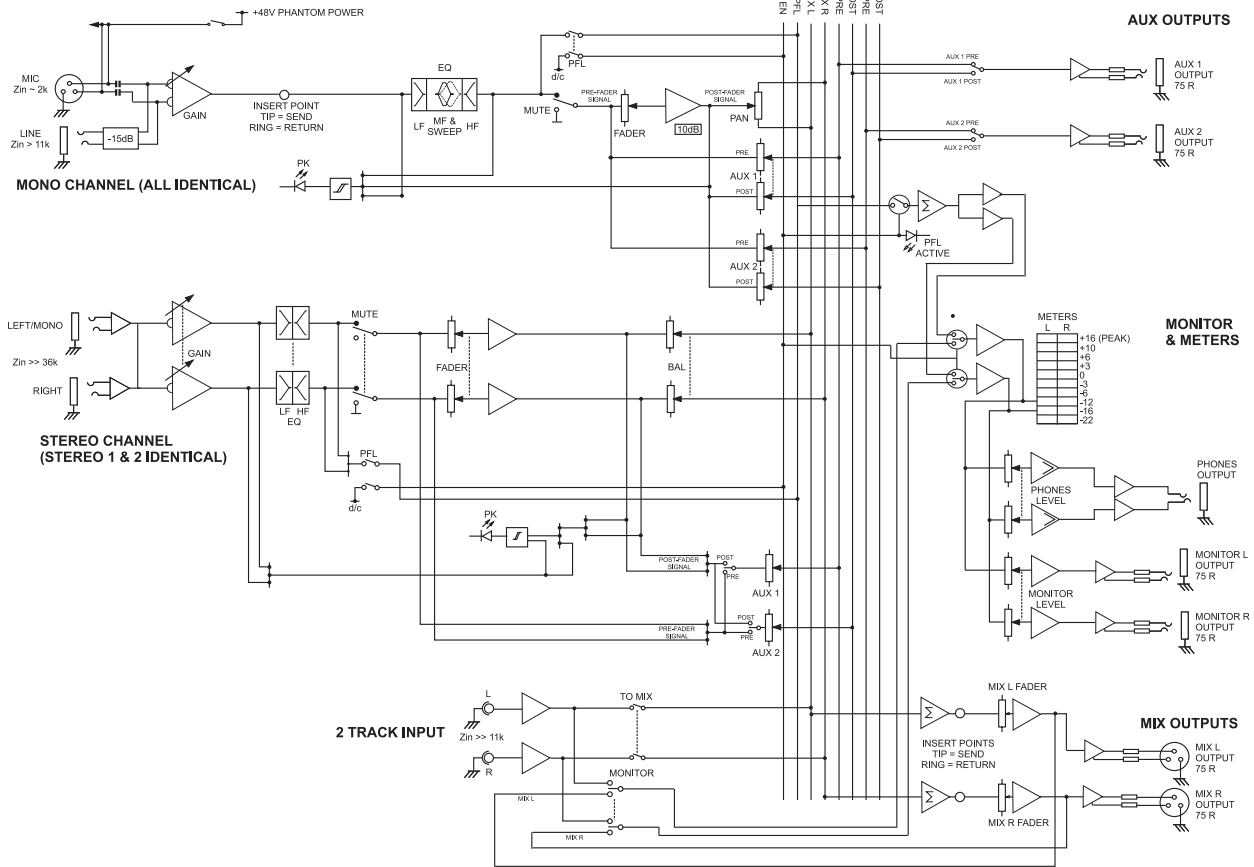 +48V PHANTOM POWER
EN
PFL
X L
X R
PRE
OST
PRE
POST
AUX OUTPUTS
MIC
Zin ~ 2k
LINE
Zin > 11k
-15dB
GAIN
INSERT POINT
TIP = SEND
RING = RETURN
EQ
LF
MF &
SWEEP
HF
PFL
d/c
MUTE
PRE-FADER
SIGNAL
FADER
10dB
POST-FADER
SIGNAL
PAN
AUX 1 PRE
AUX 1 POST
AUX 1
OUTPUT
75 R
AUX 2 PRE
AUX 2 POST
AUX 2
OUTPUT
75 R
MONO CHANNEL (ALL IDENTICAL)
PK
PRE
AUX 1
POST
PRE
AUX 2
POST
Σ
PFL
ACTIVE
LEFT/MONO
Zin >> 36k
RIGHT
GAIN
LF HF
EQ
MUTE
FADER
BAL
METERS
L R
+16 (PEAK)
+10
+6
+3
0
-3
-6
-12
-16
-22
MONITOR
& METERS
STEREO CHANNEL
(STEREO 1 & 2 IDENTICAL)
PFL
d/c
PK
POST-FADER
SIGNAL
POST
PRE
AUX 1
PRE-FADER
SIGNAL
POST
PRE
AUX 2
PHONES
LEVEL
PHONES
OUTPUT
MONITOR
LEVEL
MONITOR L
OUTPUT
75 R
MONITOR R
OUTPUT
75 R
2 TRACK INPUT
L
Zin >> 11k
R
TO MIX
MONITOR
MIX L
MIX R
Σ
INSERT POINTS
TIP = SEND
RING = RETURN
Σ
MIX L FADER
MIX R FADER
MIX OUTPUTS
MIX L
OUTPUT
75 R
MIX R
OUTPUT
75 R